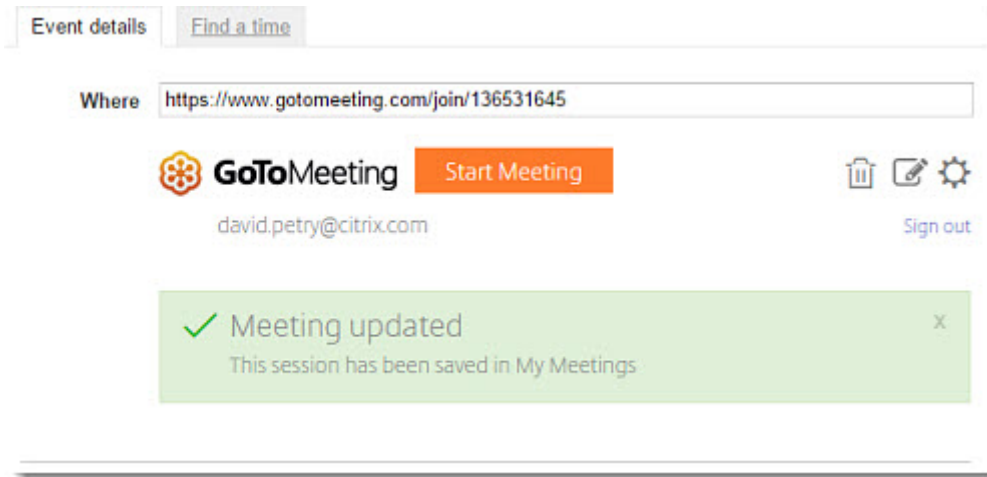 Event details Find a time
Where https://www.gotomeeting.com/join/136531645
GoToMeeting Start Meeting
david.petry@citrix.com Sign out
Meeting updated x
This session has been saved in My Meetings